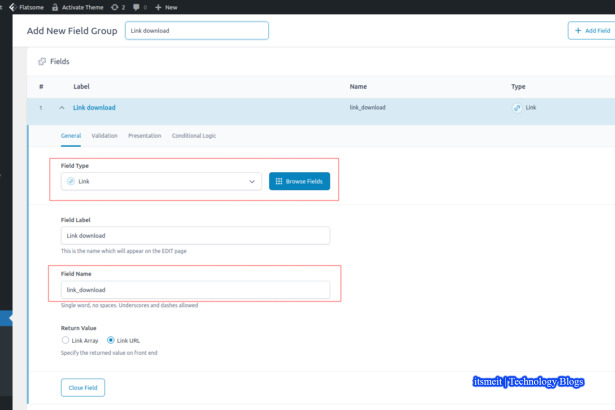 Flatsome Activate Theme 2 0 New
Add New Field Group Link download Add Field
Fields
# Label Name Type
1 Link download link_download Link
General Validation Presentation Conditional Logic
Field Type
Link Browse Fields
Field Label
Link download
This is the name which will appear on the EDIT page
Field Name
link_download
Single word, no spaces. Underscores and dashes allowed
Return Value
Link Array Link URL
Specify the returned value on front end
Close Field
itsmeit | Technology Blogs